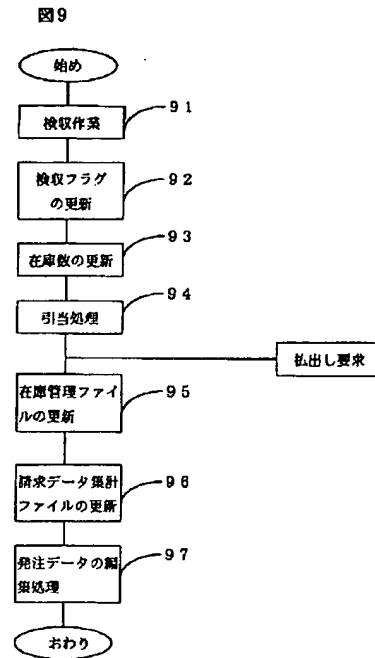 図9
始め
検収作業
91
検収フラグ
の更新
92
在庫数の更新
93
引当処理
94
払出し要求
在庫管理ファイ
ルの更新
95
請求データ集計
ファイルの更新
96
発注データの編
集処理
97
おわり